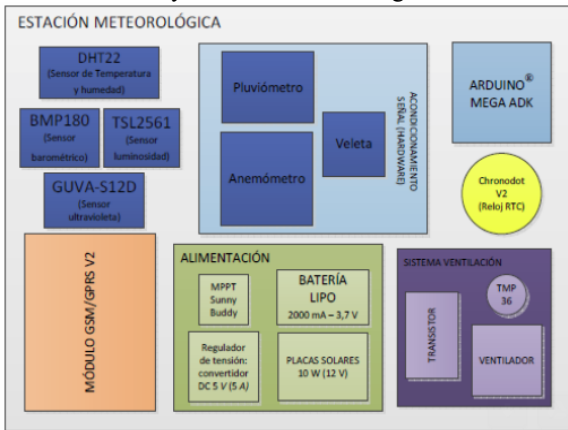 ESTACIÓN METEOROLÓGICA
DHT22
(Sensor de Temperatura
y humedad)
BMP180
(Sensor
barométrico)
TSL2561
(Sensor
luminosidad)
GUVA-S12D
(Sensor
ultravioleta)
Pluviómetro
Anemómetro
Veleta
ACONDICIONAMIENTO
SEÑAL (HARDWARE)
ARDUINO®
MEGA ADK
Chronodot
V2
(Reloj RTC)
MÓDULO GSM/GPRS V2
ALIMENTACIÓN
MPPT
Sunny
Buddy
BATERÍA
LIPO
2000 mA – 3,7 V
Regulador
de tensión:
convertidor
DC 5 V (5 A)
PLACAS SOLARES
10 W (12 V)
SISTEMA VENTILACIÓN
TRANSISTOR
TMP
36
VENTILADOR